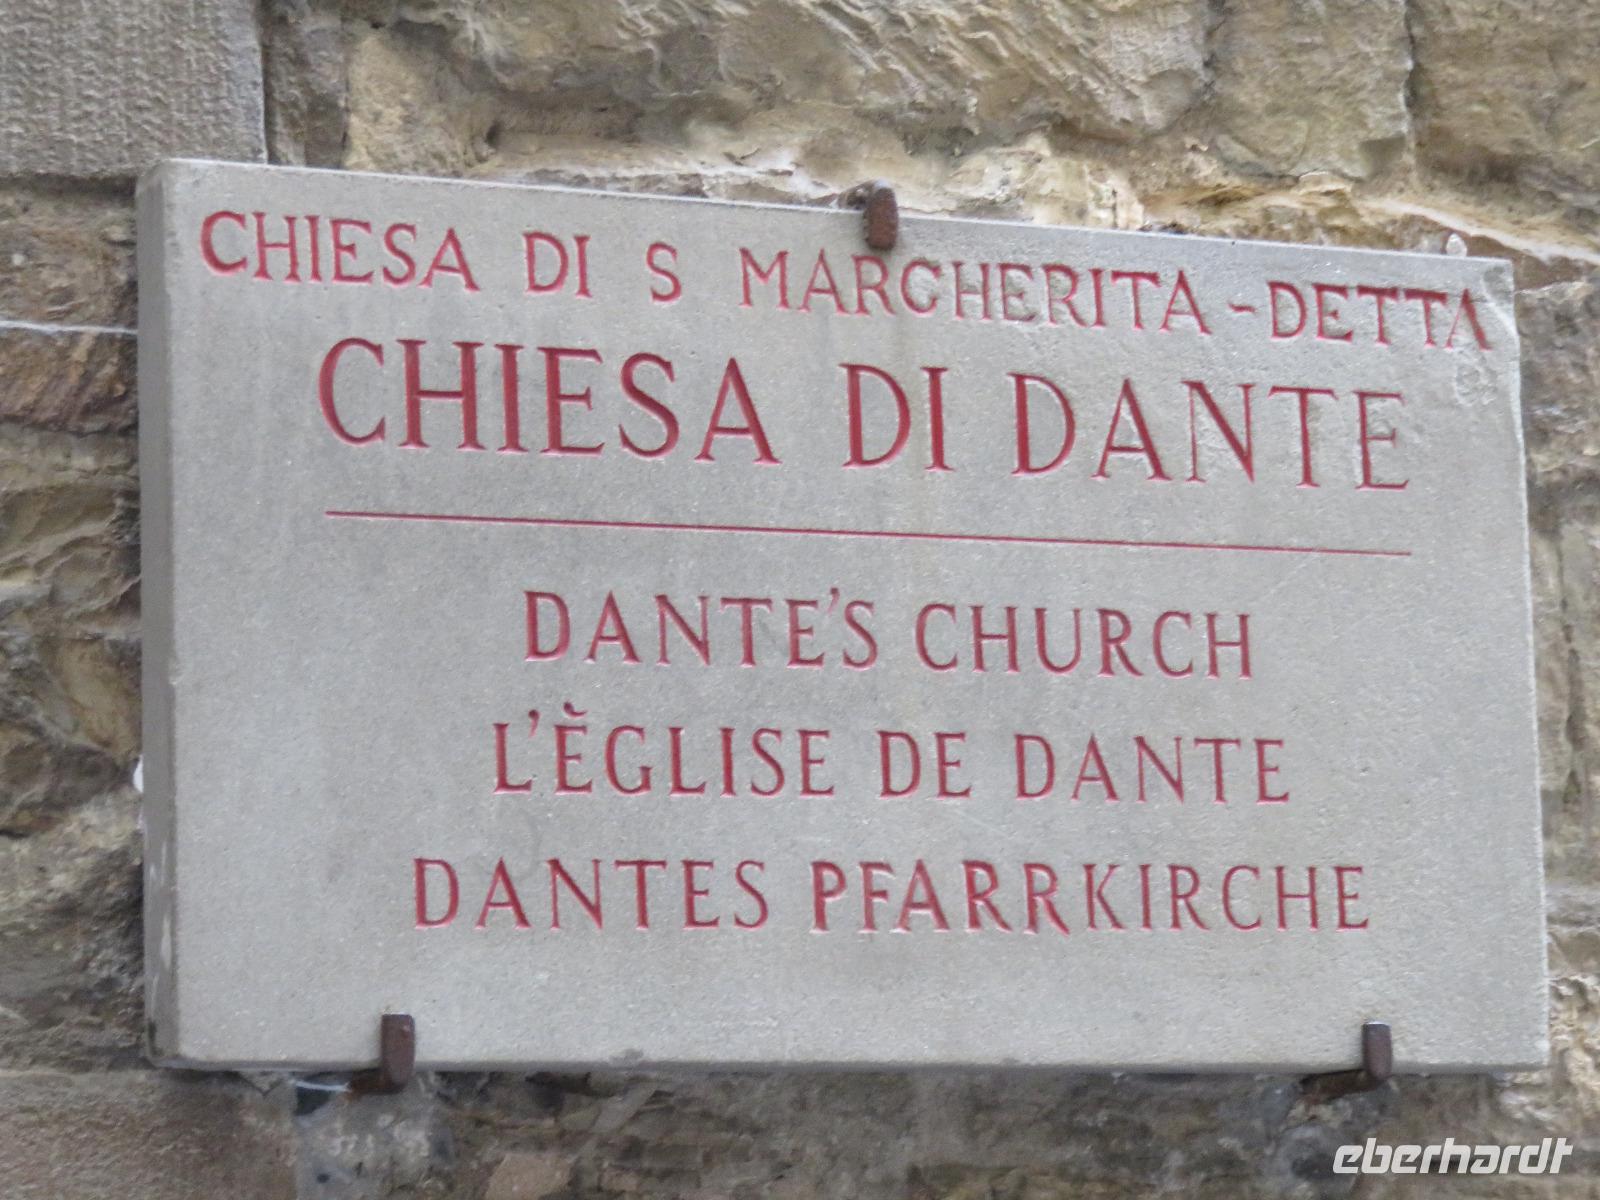 CHIESA DI S MARGHERITA - DETTA
CHIESA DI DANTE
DANTE'S CHURCH
L'ÈGLISE DE DANTE
DANTES PFARRKIRCHE
eberhardt